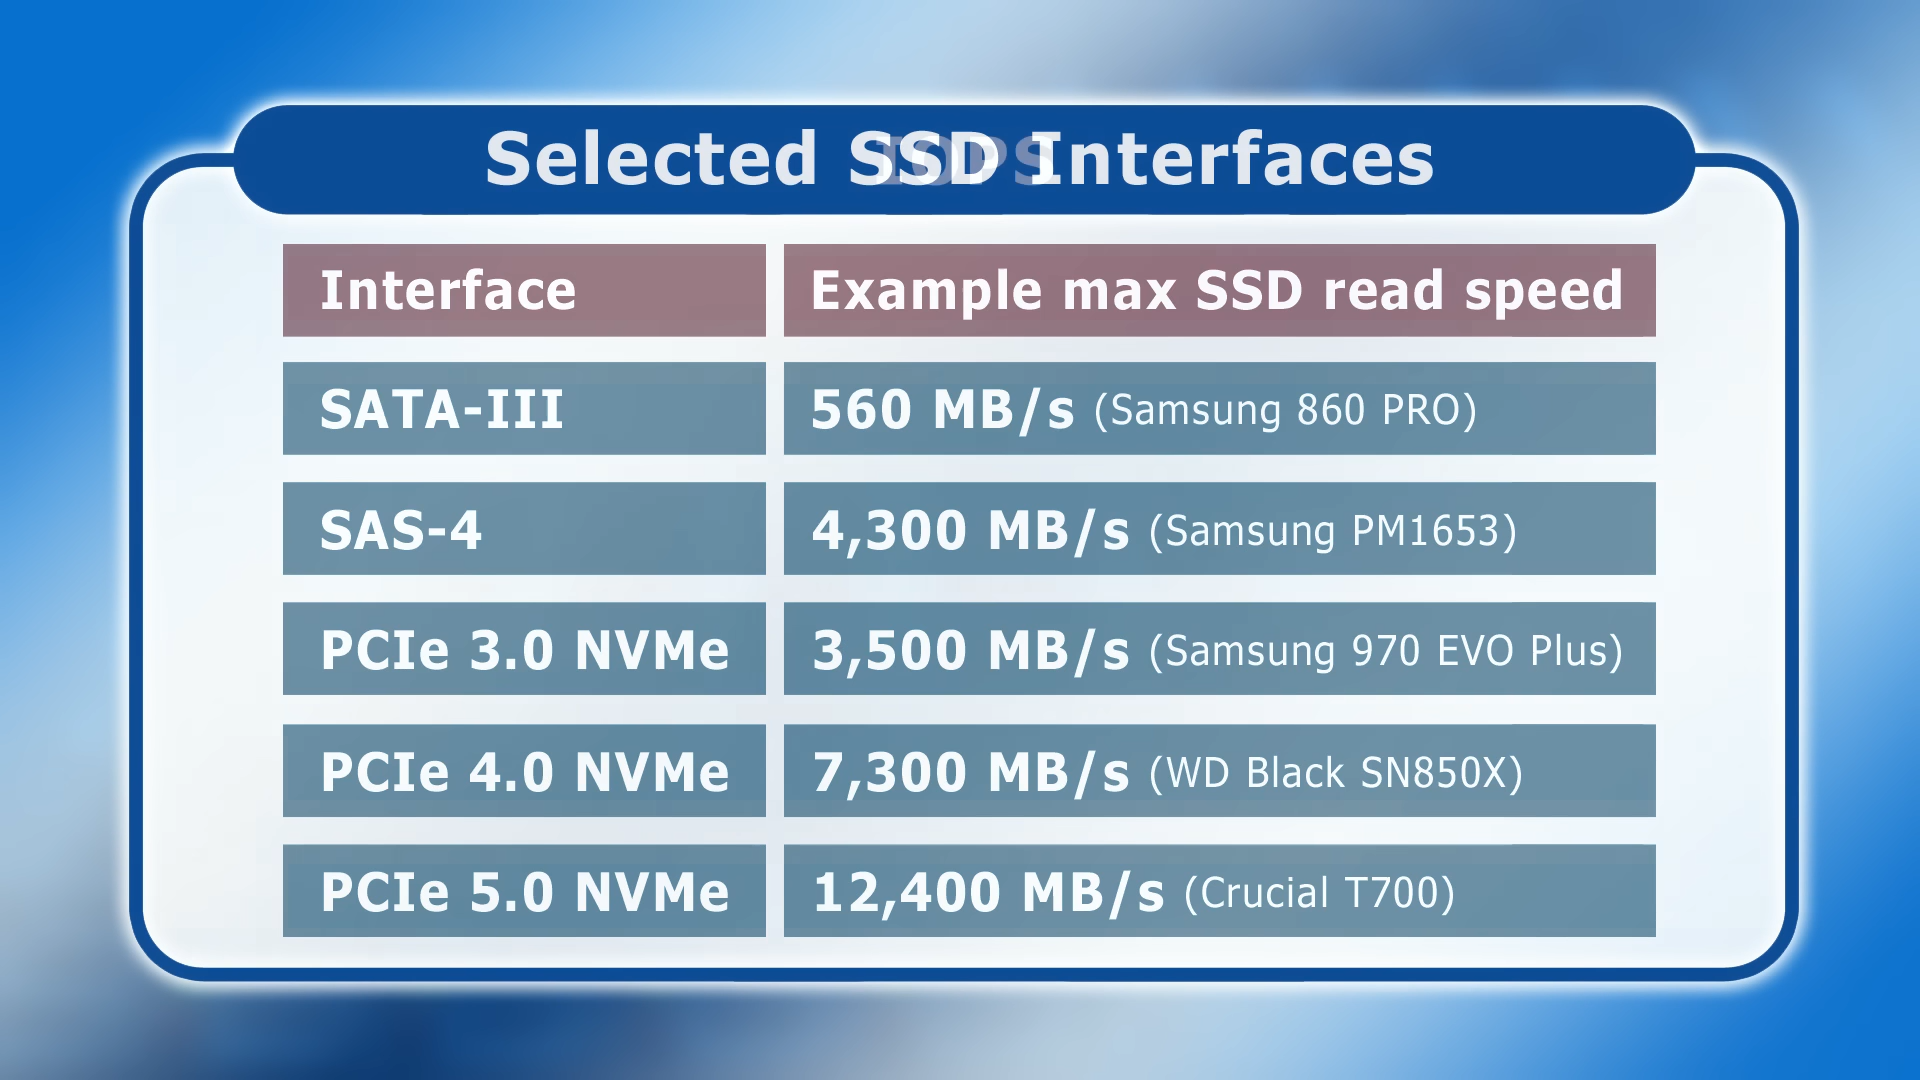 Selected SSD Interfaces
IOPS
Interface Example max SSD read speed
SATA-III 560 MB/s (Samsung 860 PRO)
SAS-4 4,300 MB/s (Samsung PM1653)
PCIe 3.0 NVMe 3,500 MB/s (Samsung 970 EVO Plus)
PCIe 4.0 NVMe 7,300 MB/s (WD Black SN850X)
PCIe 5.0 NVMe 12,400 MB/s (Crucial T700)